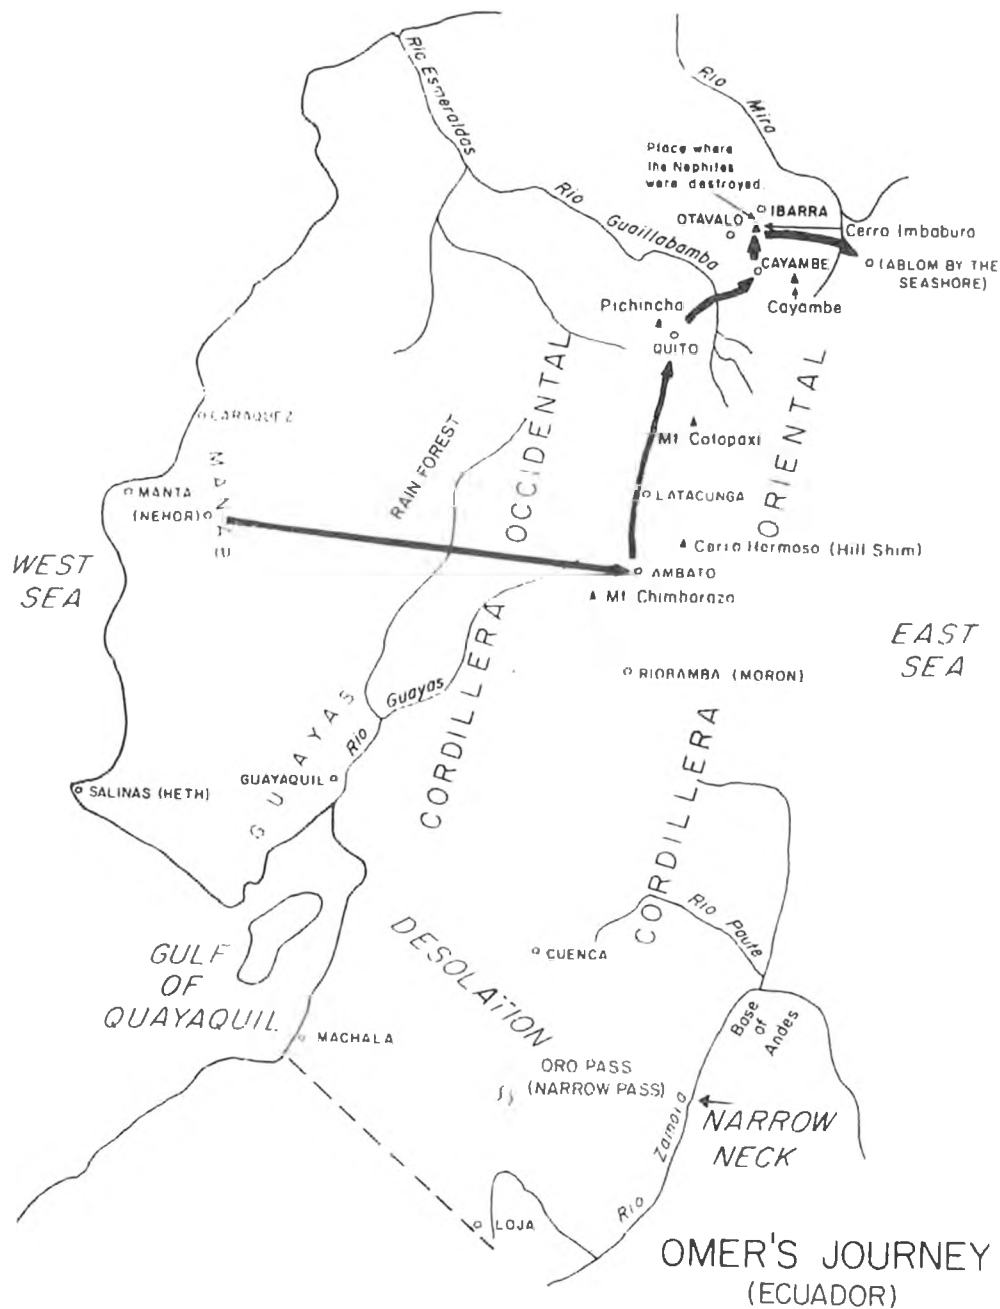 Rio Esmeraldas
Rio
Mira
Place where
the Nephites
were destroyed.
Rio
Guaillabamba
IBARRA
OTAVALO
Cerro Imbabura
CAYAMBE
(ABLOM BY THE
SEASHORE)
Cayambe
Pichincha
QUITO
CARAQUEZ
Mt Cotopaxi
RAIN FOREST
OCCIDENTAL
ORIENTAL
MANTA
(NEHOR)
LATACUNGA
Cerro Hermoso (Hill Shim)
WEST
SEA
AMBATO
Mt Chimborazo
EAST
SEA
RIOBAMBA (MORON)
Rio
Guayas
CORDILLERA
CORDILLERA
GUAYAS
GUAYAQUIL
SALINAS (HETH)
Rio Paute
DESOLATION
CUENCA
GULF
OF
QUAYAQUIL
Base
of
Andes
MACHALA
ORO PASS
(NARROW PASS)
NARROW
NECK
Rio
LOJA
OMER'S JOURNEY
(ECUADOR)